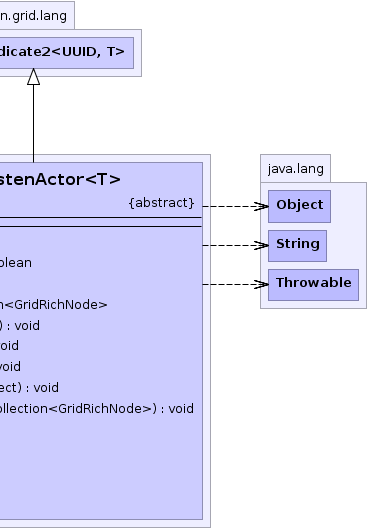 n.grid.lang
dicate2<UUID, T>
stenActor<T>
{abstract}
olean
n<GridRichNode>
) : void
void
void
ect) : void
ollection<GridRichNode>) : void
java.lang
Object
String
Throwable